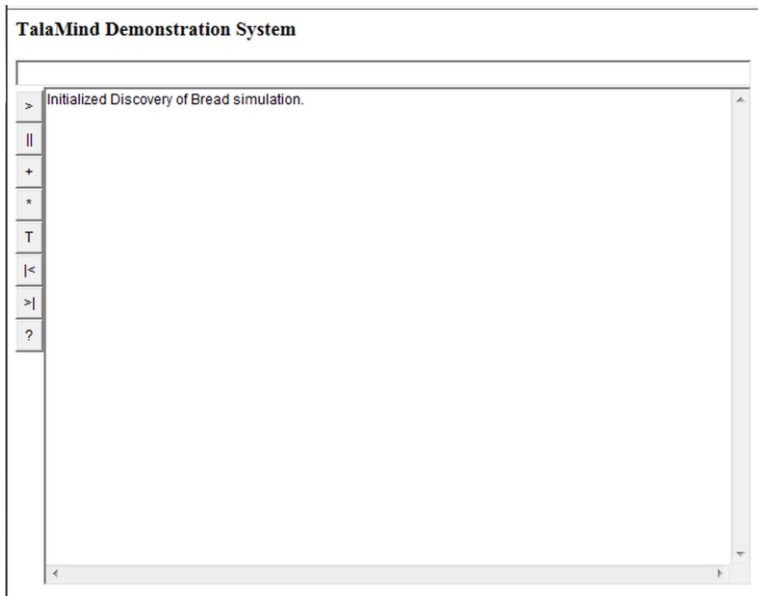 TalaMind Demonstration System
Initialized Discovery of Bread simulation.
>
||
+
*
T
|<
>|
?